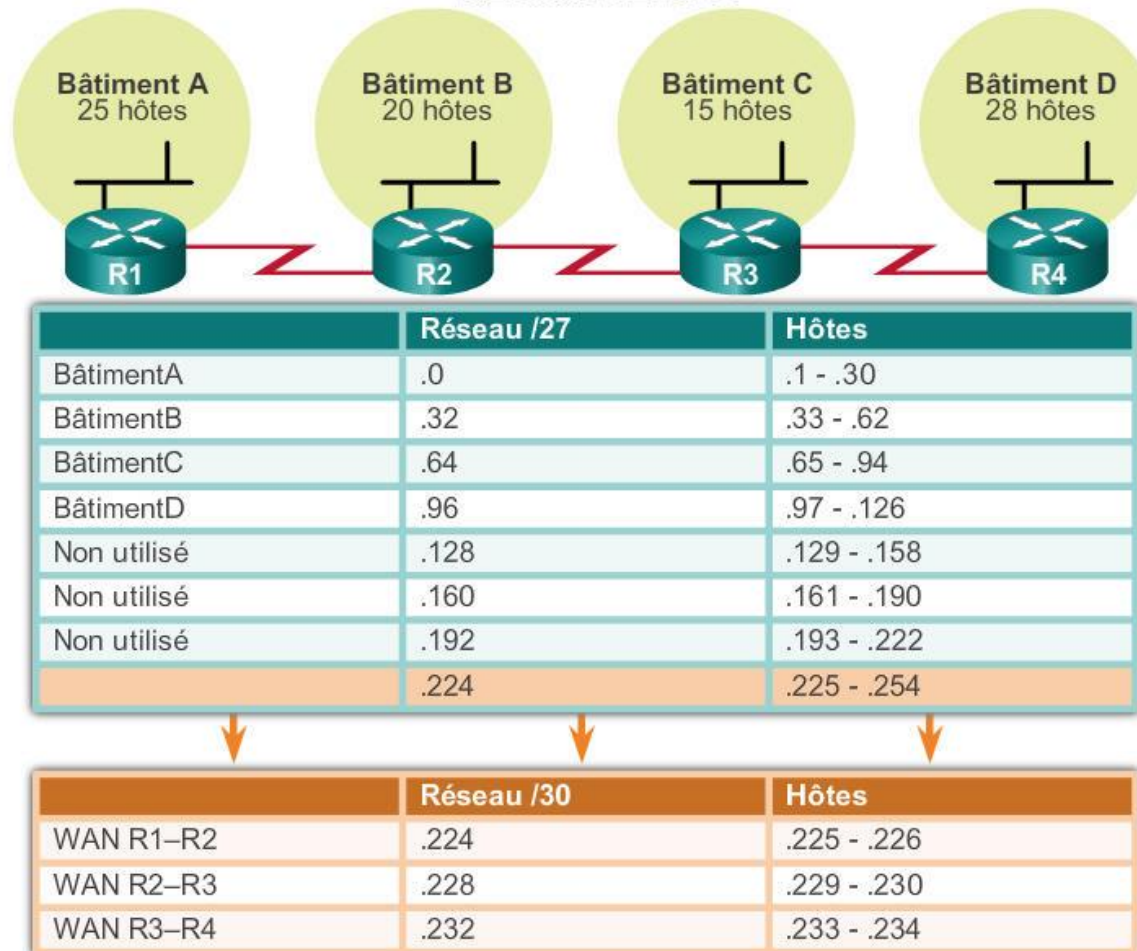 Bâtiment A
25 hôtes
Bâtiment B
20 hôtes
Bâtiment C
15 hôtes
Bâtiment D
28 hôtes
R1
R2
R3
R4
Réseau /27 Hôtes
BâtimentA .0 .1 - .30
BâtimentB .32 .33 - .62
BâtimentC .64 .65 - .94
BâtimentD .96 .97 - .126
Non utilisé .128 .129 - .158
Non utilisé .160 .161 - .190
Non utilisé .192 .193 - .222
.224 .225 - .254
Réseau /30 Hôtes
WAN R1–R2 .224 .225 - .226
WAN R2–R3 .228 .229 - .230
WAN R3–R4 .232 .233 - .234